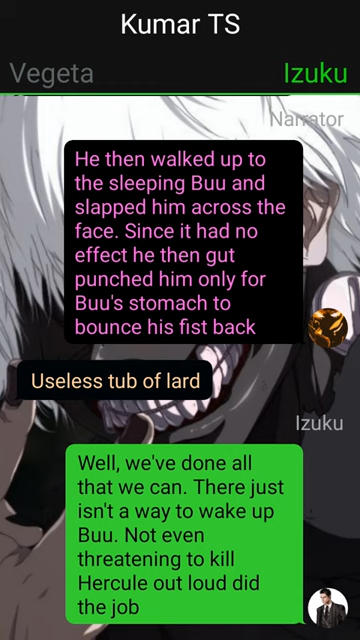 Kumar TS
Vegeta
Izuku
Narrator
He then walked up to
the sleeping Buu and
slapped him across the
face. Since it had no
effect he then gut
punched him only for
Buu's stomach to
bounce his fist back
Useless tub of lard
Izuku
Well, we've done all
that we can. There just
isn't a way to wake up
Buu. Not even
threatening to kill
Hercule out loud did
the job